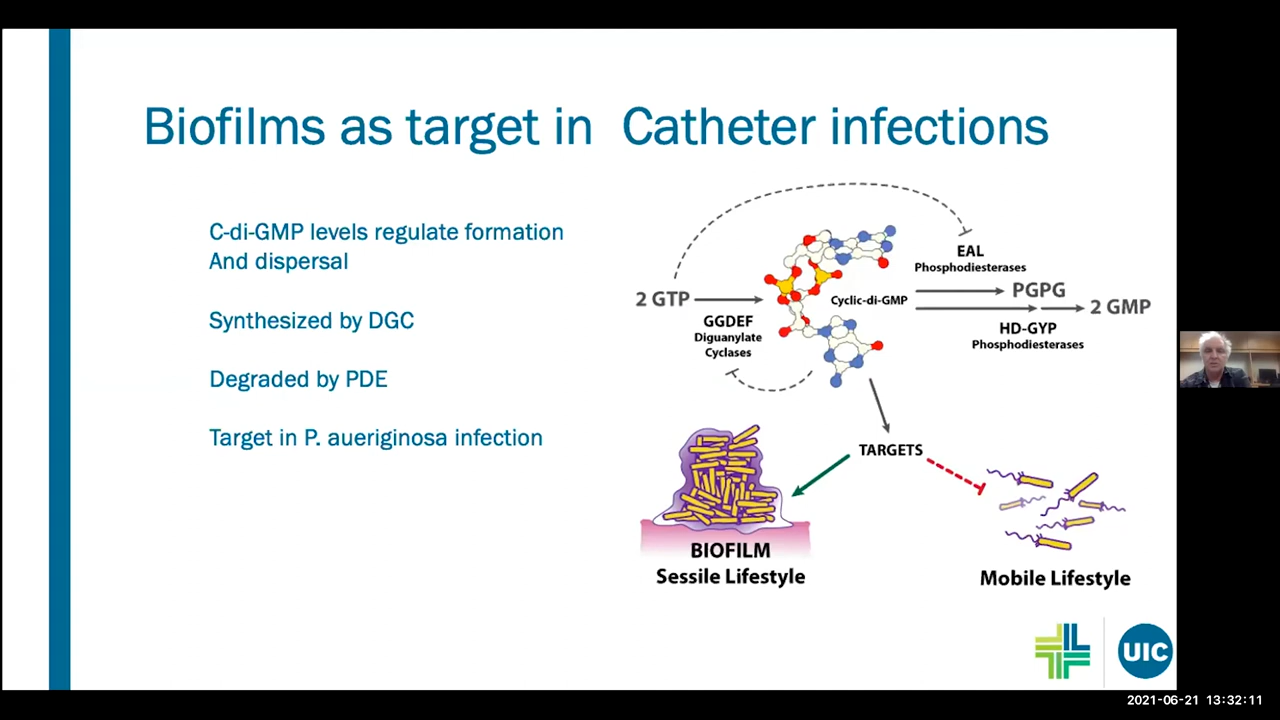 Biofilms as target in Catheter infections
C-di-GMP levels regulate formation
And dispersal
Synthesized by DGC
Degraded by PDE
Target in P. aueriginosa infection
2 GTP
GGDEF
Diguanylate
Cyclases
Cyclic-di-GMP
EAL
Phosphodiesterases
PGPG
2 GMP
HD-GYP
Phosphodiesterases
TARGETS
BIOFILM
Sessile Lifestyle
Mobile Lifestyle
UIC
2021-06-21 13:32:11